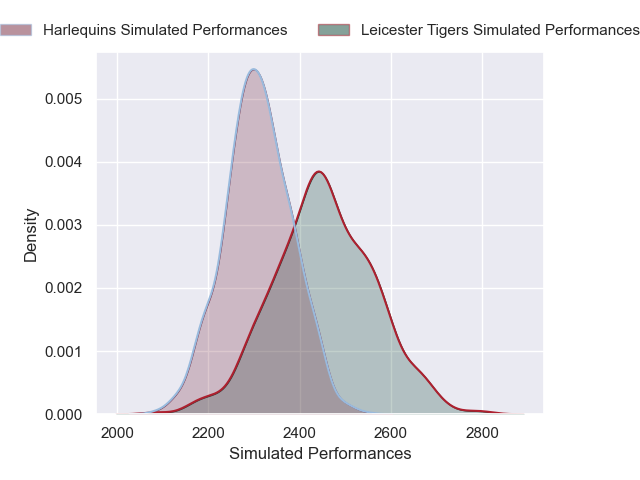 Harlequins Simulated Performances Leicester Tigers Simulated Performances
0.005
0.004
0.003
0.002
0.001
0.000
Density
2000 2200 2400 2600 2800
Simulated Performances